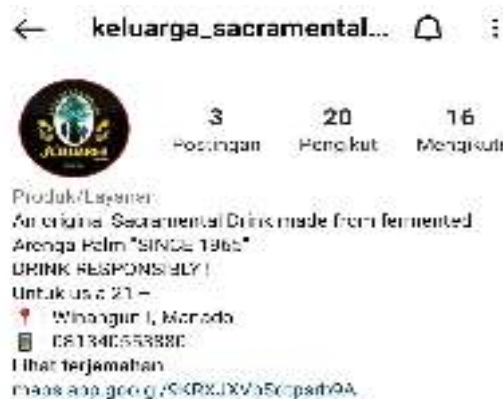 keluarga_sacramental...
3 20 16
Postingan Pengikut Mengikuti
Produk/Layanan
An original Sacramental Drink made from fermented
Arenga Palm "SINCE 1965"
DRINK RESPONSIBLY!
Untuk usia 21
Winangun I, Manado
Lihat terjemahan